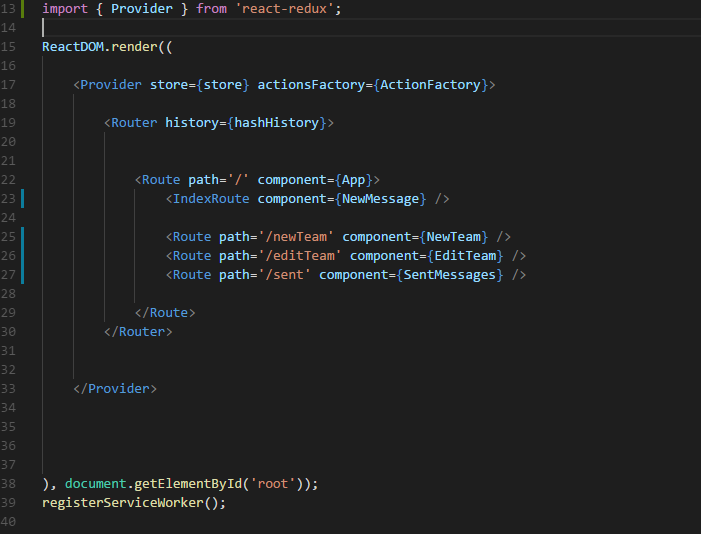 13 import { Provider } from 'react-redux';
14
15 ReactDOM.render((
16
17 <Provider store={store} actionsFactory={ActionFactory}>
18
19 <Router history={hashHistory}>
20
21
22 <Route path='/' component={App}>
23 <IndexRoute component={NewMessage} />
24
25 <Route path='/newTeam' component={NewTeam} />
26 <Route path='/editTeam' component={EditTeam} />
27 <Route path='/sent' component={SentMessages} />
28
29 </Route>
30 </Router>
31
32
33 </Provider>
34
35
36
37
38 ), document.getElementById('root'));
39 registerServiceWorker();
40